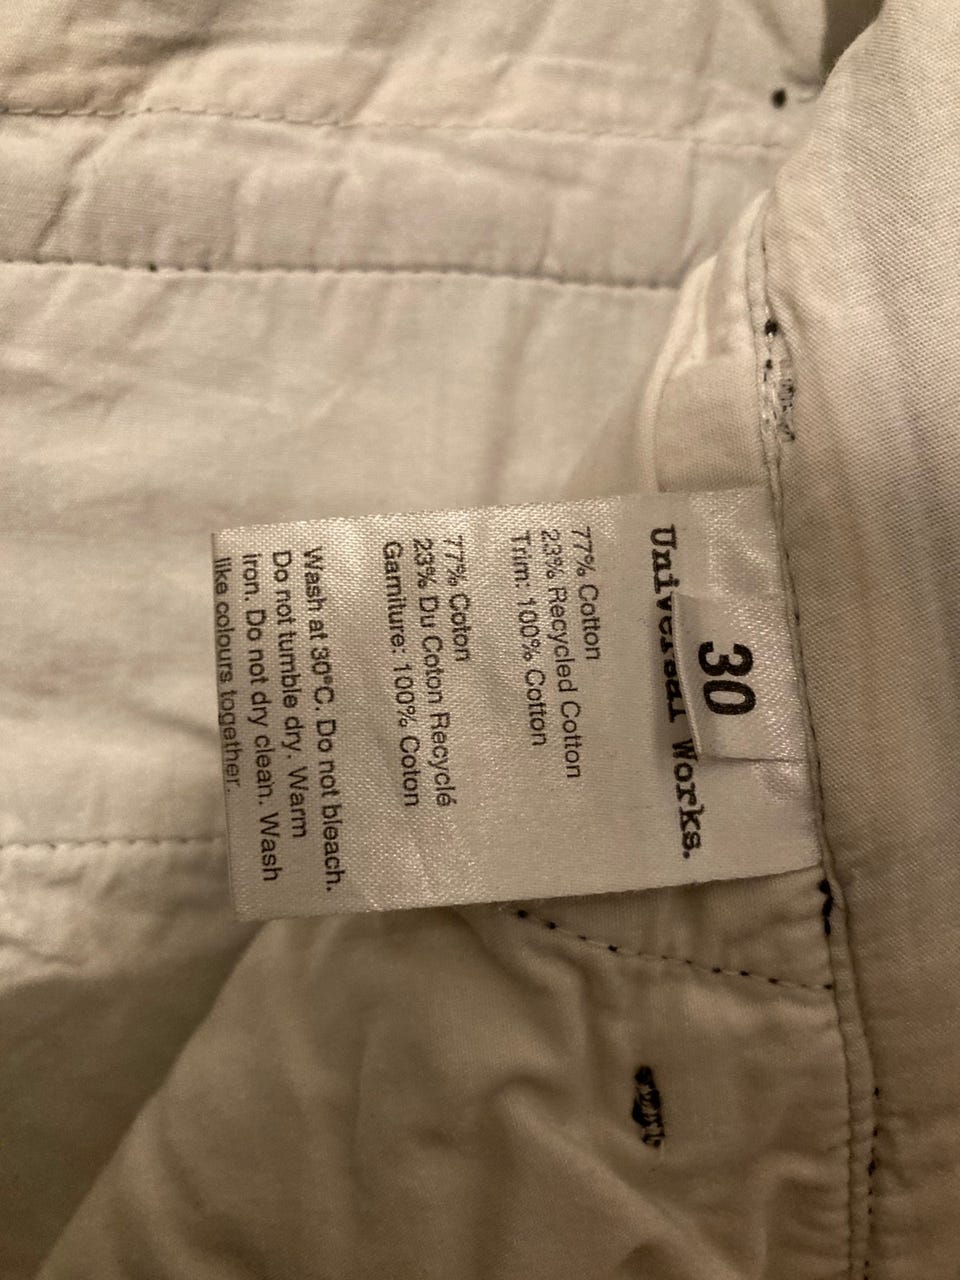 30
Universal Works.
77% Cotton
23% Recycled Cotton
Trim: 100% Cotton
77% Coton
23% Du Coton Recyclé
Garniture: 100% Coton
Wash at 30°C. Do not bleach.
Do not tumble dry. Warm
iron. Do not dry clean. Wash
like colours together.